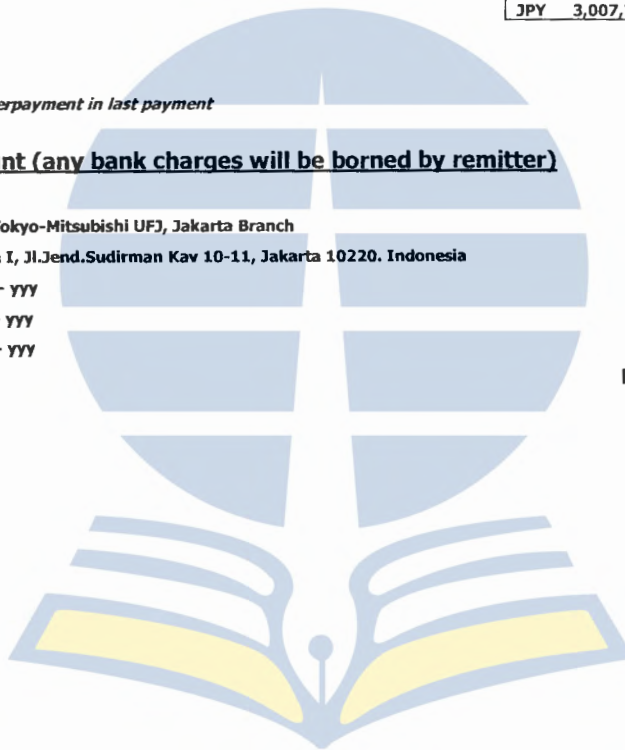 JPY 3,007,
erpayment in last payment
nt (any bank charges will be borned by remitter)
okyo-Mitsubishi UFJ, Jakarta Branch
I, Jl.Jend.Sudirman Kav 10-11, Jakarta 10220. Indonesia
- yyy
yyy
- yyy